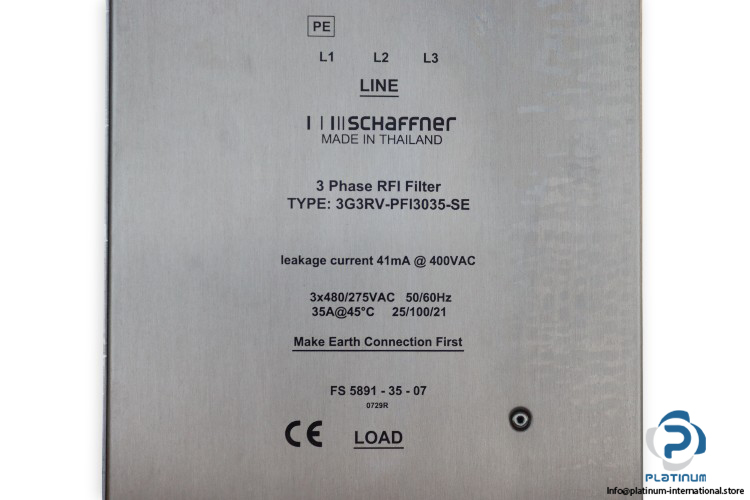 PE
L1 L2 L3
LINE
SCHAFFNER
MADE IN THAILAND
3 Phase RFI Filter
TYPE: 3G3RV-PFI3035-SE
leakage current 41mA @ 400VAC
3x480/275VAC 50/60Hz
35A@45°C 25/100/21
Make Earth Connection First
FS 5891 - 35 - 07
0729R
CE LOAD
PLATINUM
Info@platinum-international.store